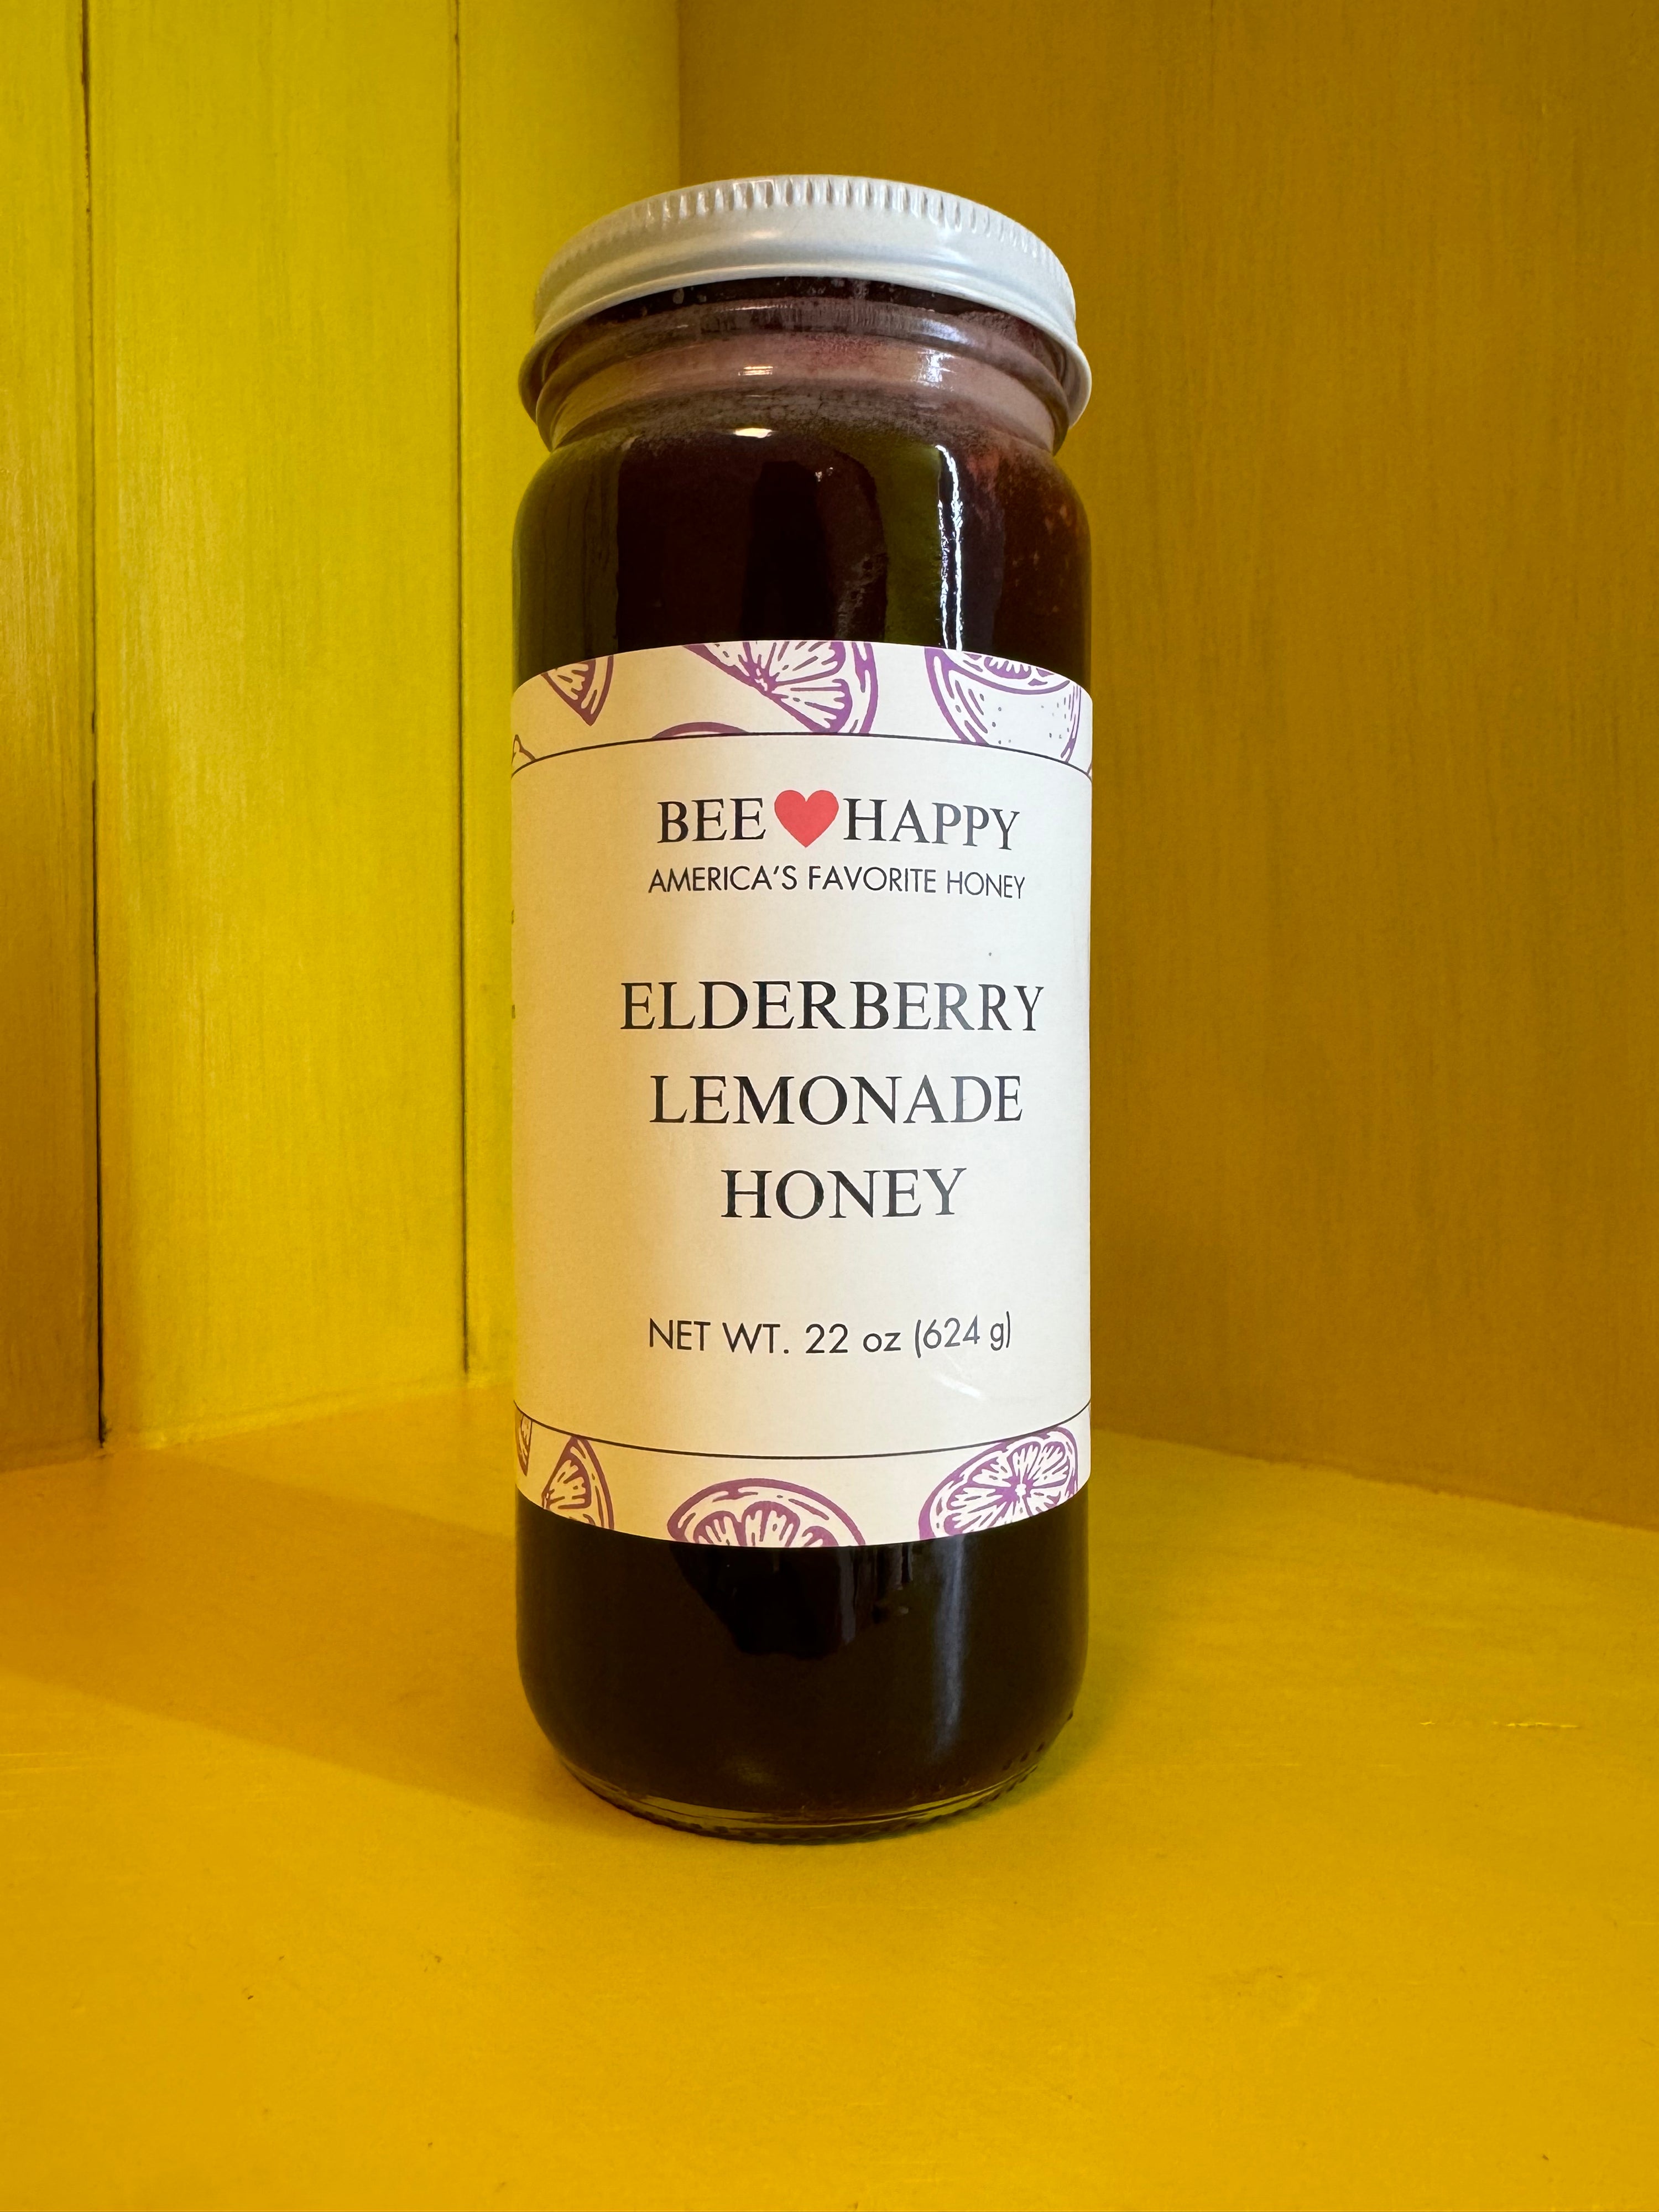 BEE❤HAPPY
AMERICA'S FAVORITE HONEY
ELDERBERRY
LEMONADE
HONEY
NET WT. 22 oz (624 g)